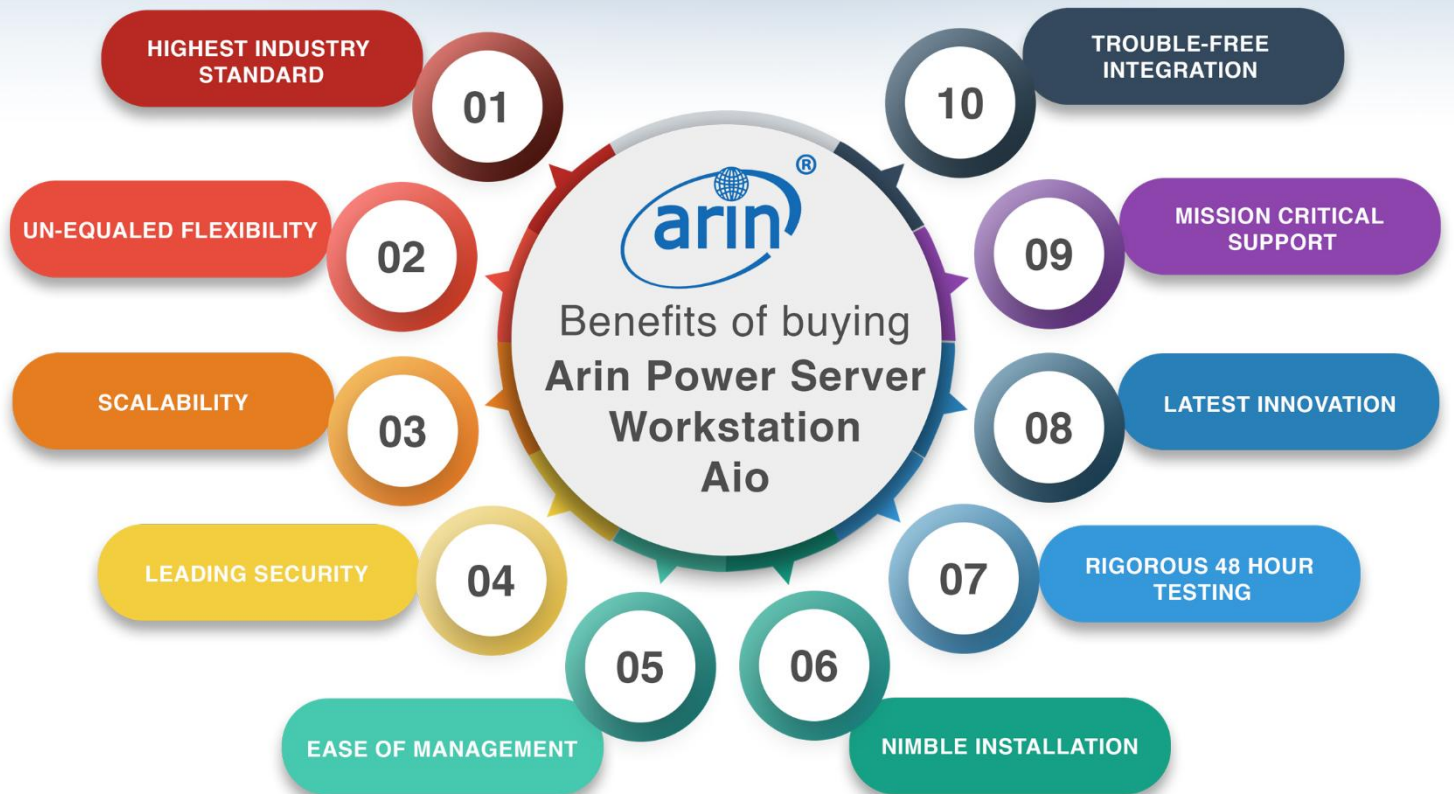 arin®
Benefits of buying
Arin Power Server
Workstation
Aio
01
HIGHEST INDUSTRY
STANDARD
02
UN-EQUALED FLEXIBILITY
03
SCALABILITY
04
LEADING SECURITY
05
EASE OF MANAGEMENT
06
NIMBLE INSTALLATION
07
RIGOROUS 48 HOUR
TESTING
08
LATEST INNOVATION
09
MISSION CRITICAL
SUPPORT
10
TROUBLE-FREE
INTEGRATION